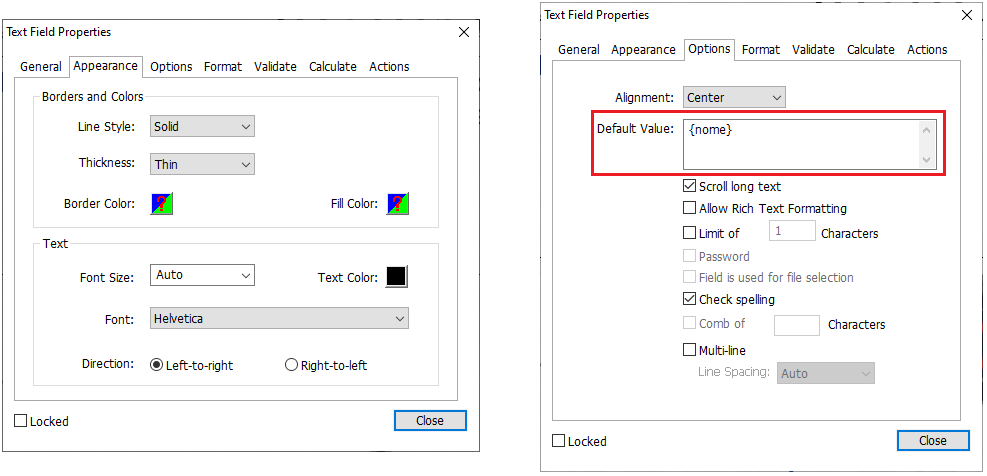 Text Field Properties
General Appearance Options Format Validate Calculate Actions
Borders and Colors
Line Style: Solid
Thickness: Thin
Border Color: ? Fill Color: ?
Text
Font Size: Auto Text Color:
Font: Helvetica
Direction: Left-to-right Right-to-left
Locked Close
Text Field Properties
General Appearance Options Format Validate Calculate Actions
Alignment: Center
Default Value: {nome}
Scroll long text
Allow Rich Text Formatting
Limit of 1 Characters
Password
Field is used for file selection
Check spelling
Comb of Characters
Multi-line
Line Spacing: Auto
Locked Close